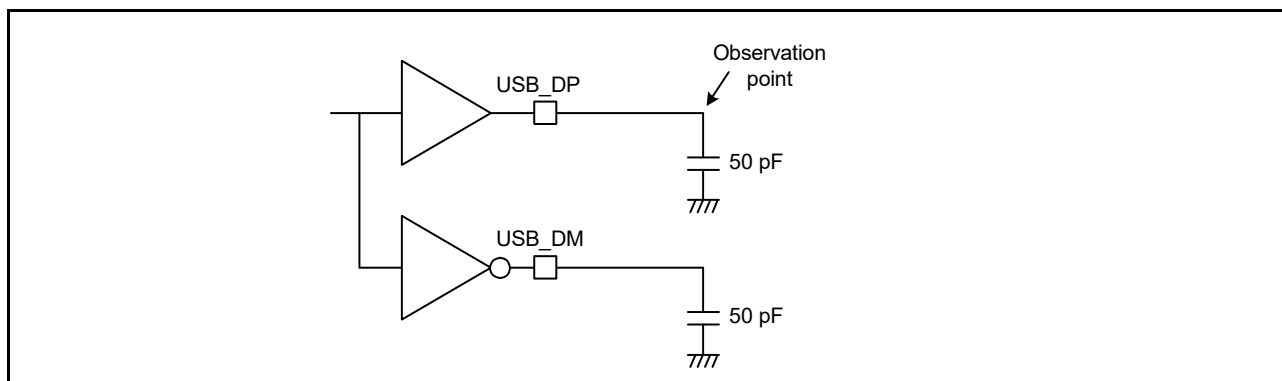 Observation
point
USB_DP
50 pF
USB_DM
50 pF